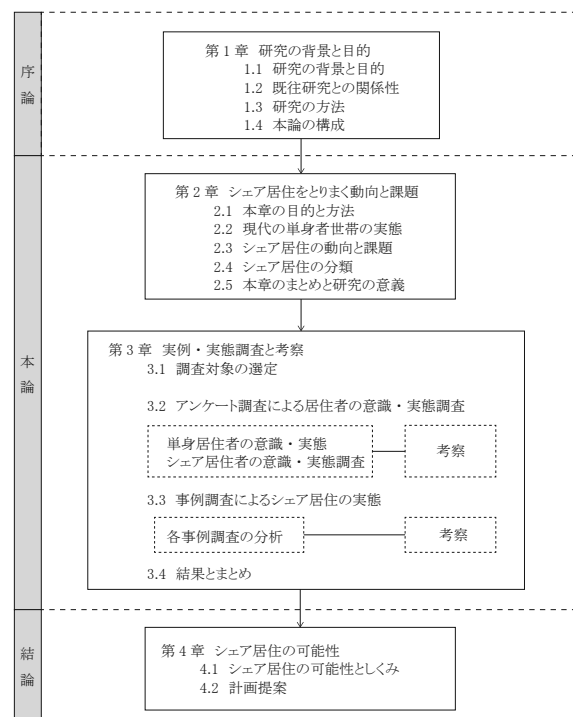 序論
第1章 研究の背景と目的
1.1 研究の背景と目的
1.2 既往研究との関係性
1.3 研究の方法
1.4 本論の構成
本論
第2章 シェア居住をとりまく動向と課題
2.1 本章の目的と方法
2.2 現代の単身者世帯の実態
2.3 シェア居住の動向と課題
2.4 シェア居住の分類
2.5 本章のまとめと研究の意義
第3章 実例・実態調査と考察
3.1 調査対象の選定
3.2 アンケート調査による居住者の意識・実態調査
単身居住者の意識・実態
シェア居住者の意識・実態調査
考察
3.3 事例調査によるシェア居住の実態
各事例調査の分析
考察
3.4 結果とまとめ
結論
第4章 シェア居住の可能性
4.1 シェア居住の可能性としくみ
4.2 計画提案